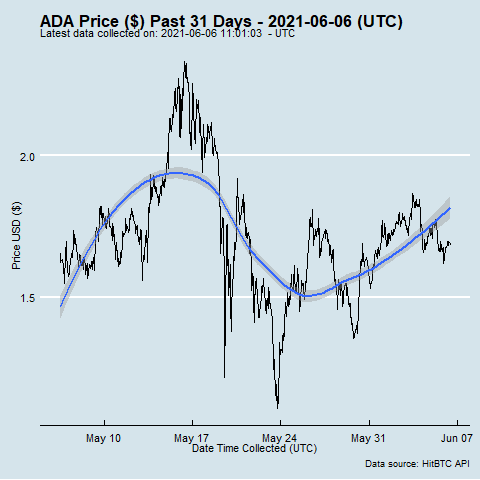 ADA Price ($) Past 31 Days - 2021-06-06 (UTC)
Latest data collected on: 2021-06-06 11:01:03  - UTC
Price USD ($)
2.0
1.5
May 10
May 17
May 24
May 31
Jun 07
Date Time Collected (UTC)
Data source: HitBTC API